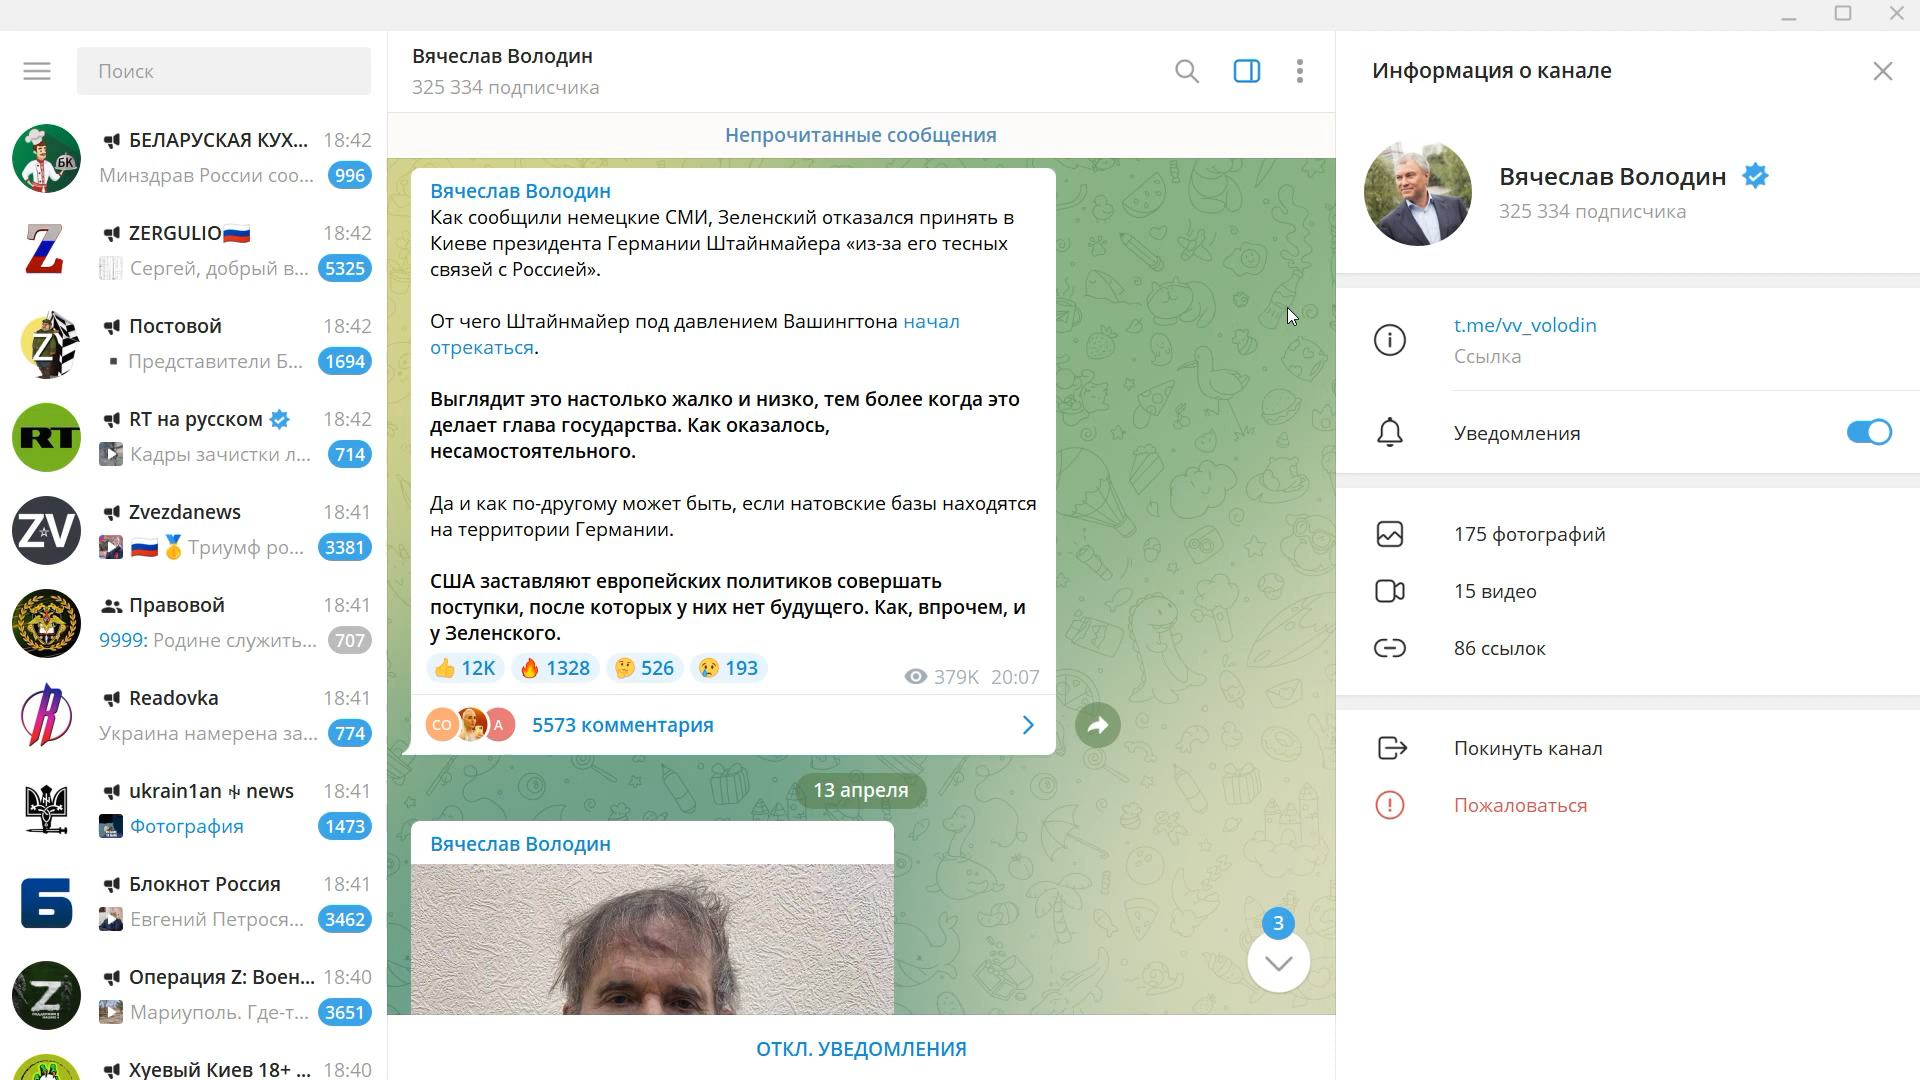 Поиск
БЕЛАРУСКАЯ КУХ... 18:42
Минздрав России соо... 996
БК
ZERGULIO 18:42
Сергей, добрый в... 5325
Z
Постовой 18:42
Представители Б... 1694
Z
RT на русском 18:42
Кадры зачистки л... 714
RT
Zvezdanews 18:41
Триумф ро... 3381
ZV
Правовой 18:41
9999: Родине служить... 707
Readovka 18:41
Украина намерена за... 774
R
ukrain1an news 18:41
Фотография 1473
Блокнот Россия 18:41
Евгений Петрося... 3462
Б
Операция Z: Воен... 18:40
Мариуполь. Где-т... 3651
Z
Хуевый Киев 18+ ... 18:40
Вячеслав Володин
325 334 подписчика
Непрочитанные сообщения
Вячеслав Володин
Как сообщили немецкие СМИ, Зеленский отказался принять в
Киеве президента Германии Штайнмайера «из-за его тесных
связей с Россией».
От чего Штайнмайер под давлением Вашингтона начал
отрекаться.
Выглядит это настолько жалко и низко, тем более когда это
делает глава государства. Как оказалось,
несамостоятельного.
Да и как по-другому может быть, если натовские базы находятся
на территории Германии.
США заставляют европейских политиков совершать
поступки, после которых у них нет будущего. Как, впрочем, и
у Зеленского.
12K 1328 526 193 379K 20:07
CO A 5573 комментария
13 апреля
Вячеслав Володин
3
ОТКЛ. УВЕДОМЛЕНИЯ
Информация о канале
Вячеслав Володин
325 334 подписчика
t.me/vv_volodin
Ссылка
Уведомления
175 фотографий
15 видео
86 ссылок
Покинуть канал
Пожаловаться